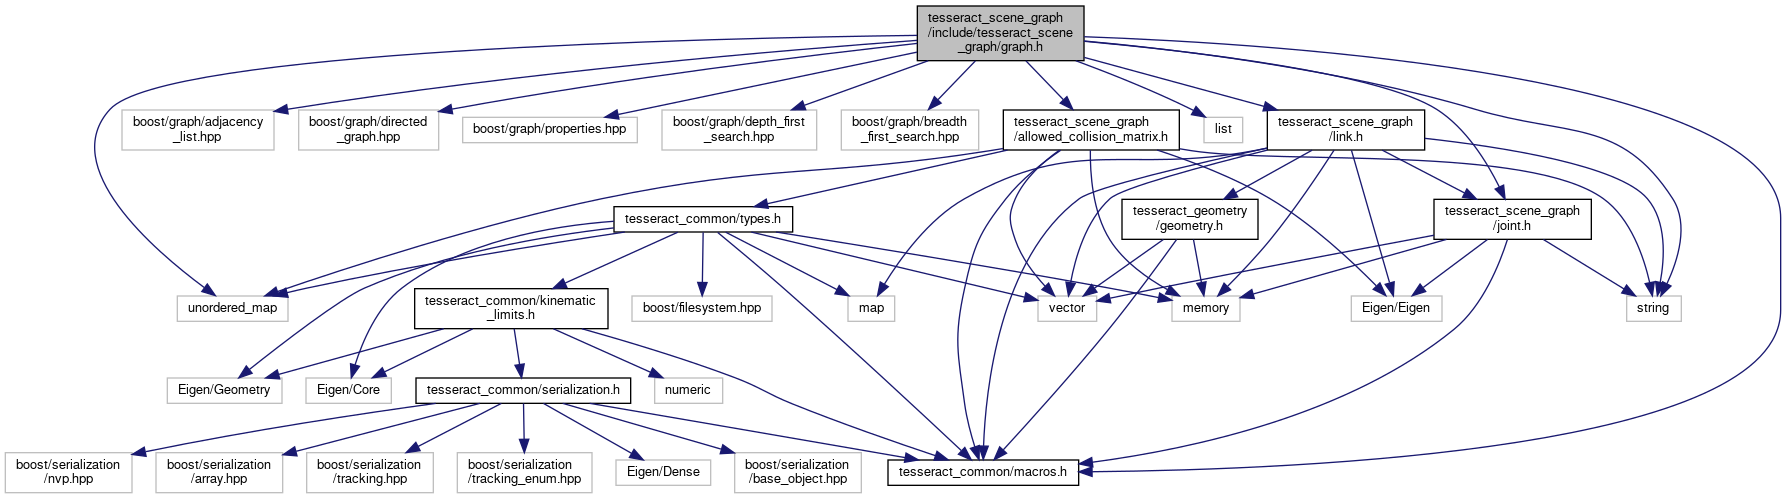 tesseract_scene_graph
/include/tesseract_scene
_graph/graph.h
boost/graph/adjacency
_list.hpp
boost/graph/directed
_graph.hpp
boost/graph/properties.hpp
boost/graph/depth_first
_search.hpp
boost/graph/breadth
_first_search.hpp
tesseract_scene_graph
/allowed_collision_matrix.h
list
tesseract_scene_graph
/link.h
tesseract_common/types.h
tesseract_geometry
/geometry.h
tesseract_scene_graph
/joint.h
unordered_map
tesseract_common/kinematic
_limits.h
boost/filesystem.hpp
map
vector
memory
Eigen/Eigen
string
Eigen/Geometry
Eigen/Core
tesseract_common/serialization.h
numeric
boost/serialization
/nvp.hpp
boost/serialization
/array.hpp
boost/serialization
/tracking.hpp
boost/serialization
/tracking_enum.hpp
Eigen/Dense
boost/serialization
/base_object.hpp
tesseract_common/macros.h